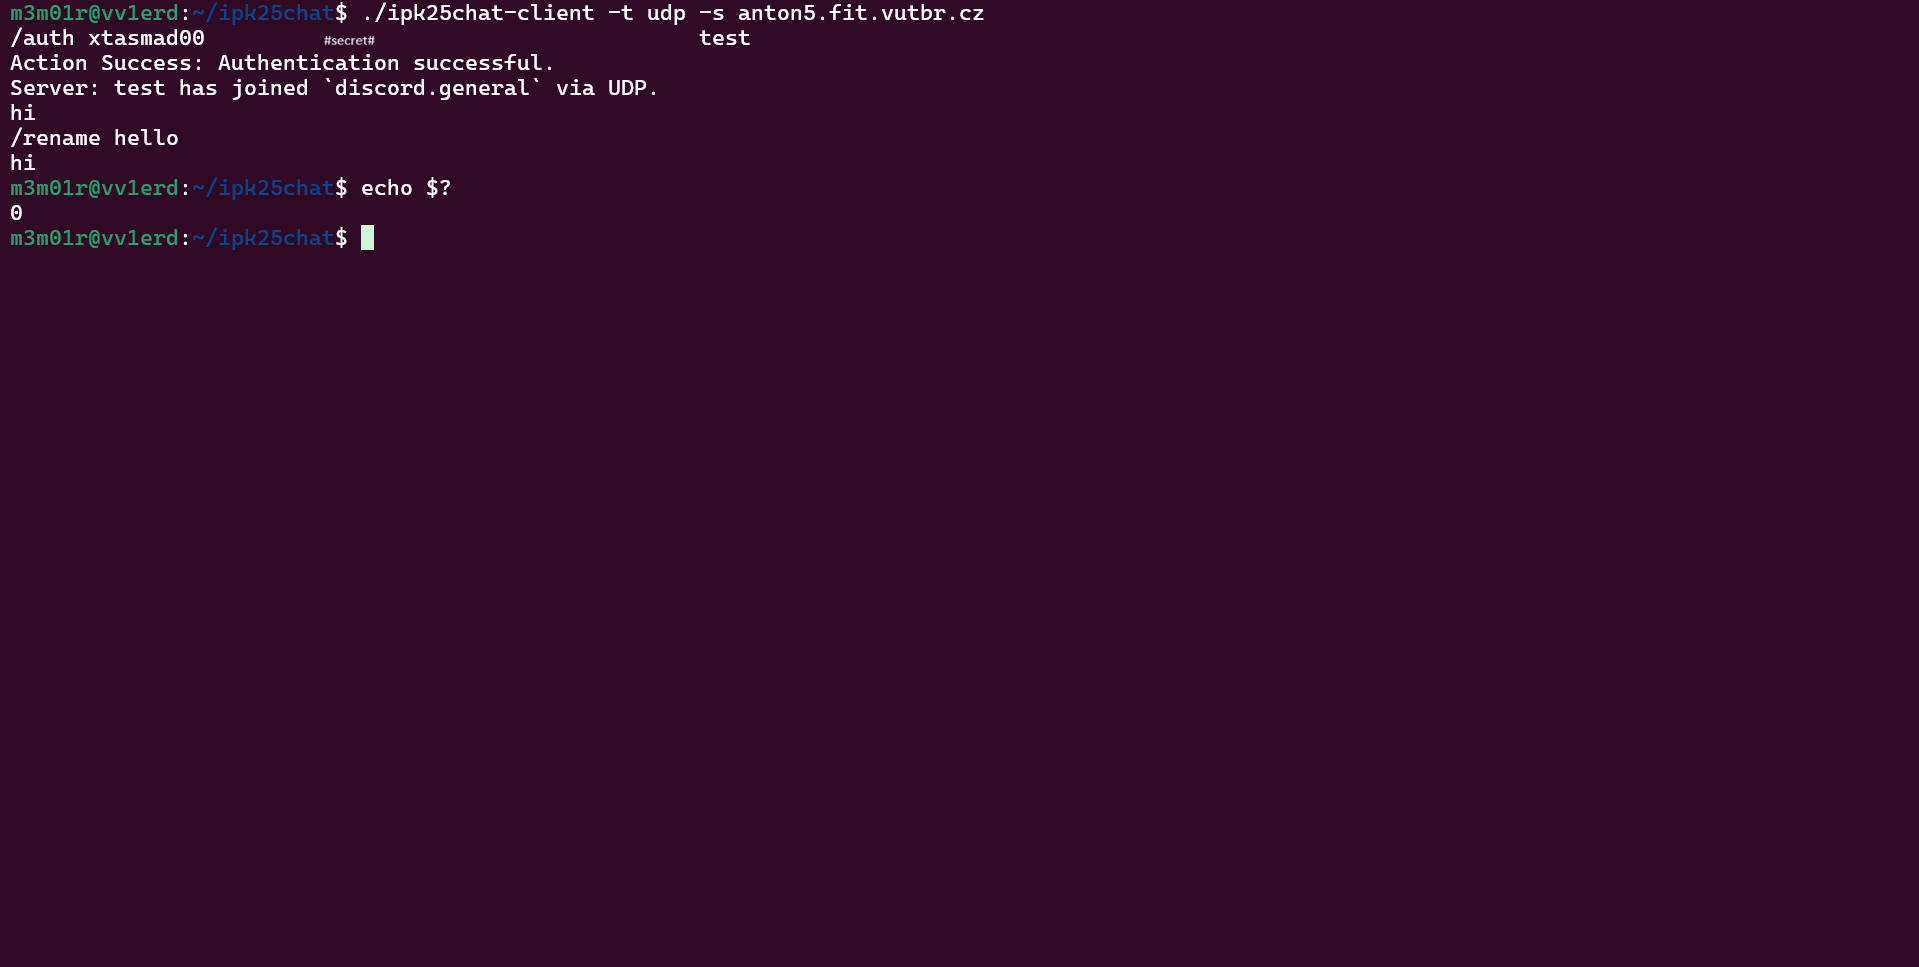 m3m01r@vv1erd:~/ipk25chat$ ./ipk25chat-client -t udp -s anton5.fit.vutbr.cz
/auth xtasmad00 #secret# test
Action Success: Authentication successful.
Server: test has joined `discord.general` via UDP.
hi
/rename hello
hi
m3m01r@vv1erd:~/ipk25chat$ echo $?
0
m3m01r@vv1erd:~/ipk25chat$